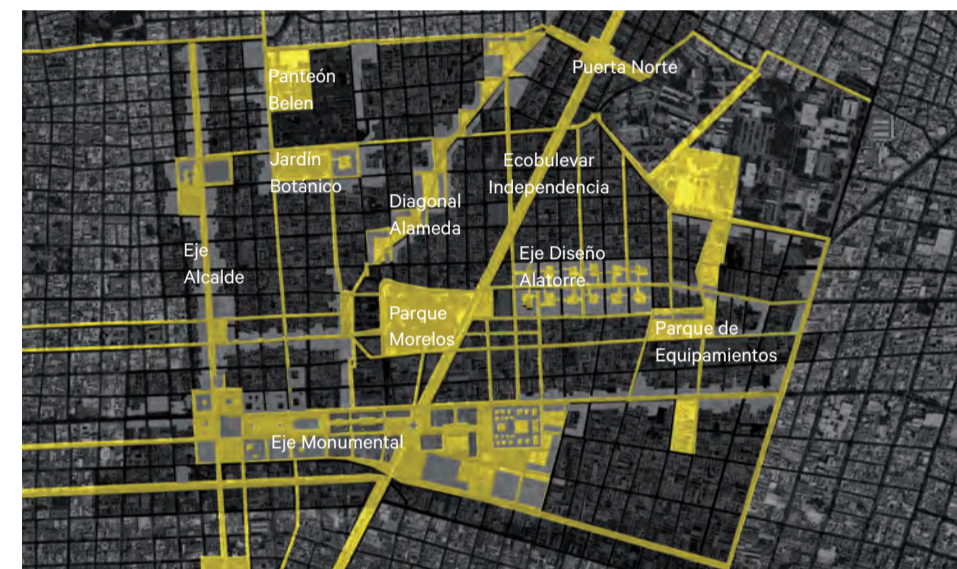 Puerta Norte
Panteón
Belen
Jardín
Botánico
Ecobulevar
Independencia
Diagonal
Alameda
Eje
Alcalde
Eje Diseño
Alatorre
Parque
Morelos
Parque de
Equipamientos
Eje Monumental